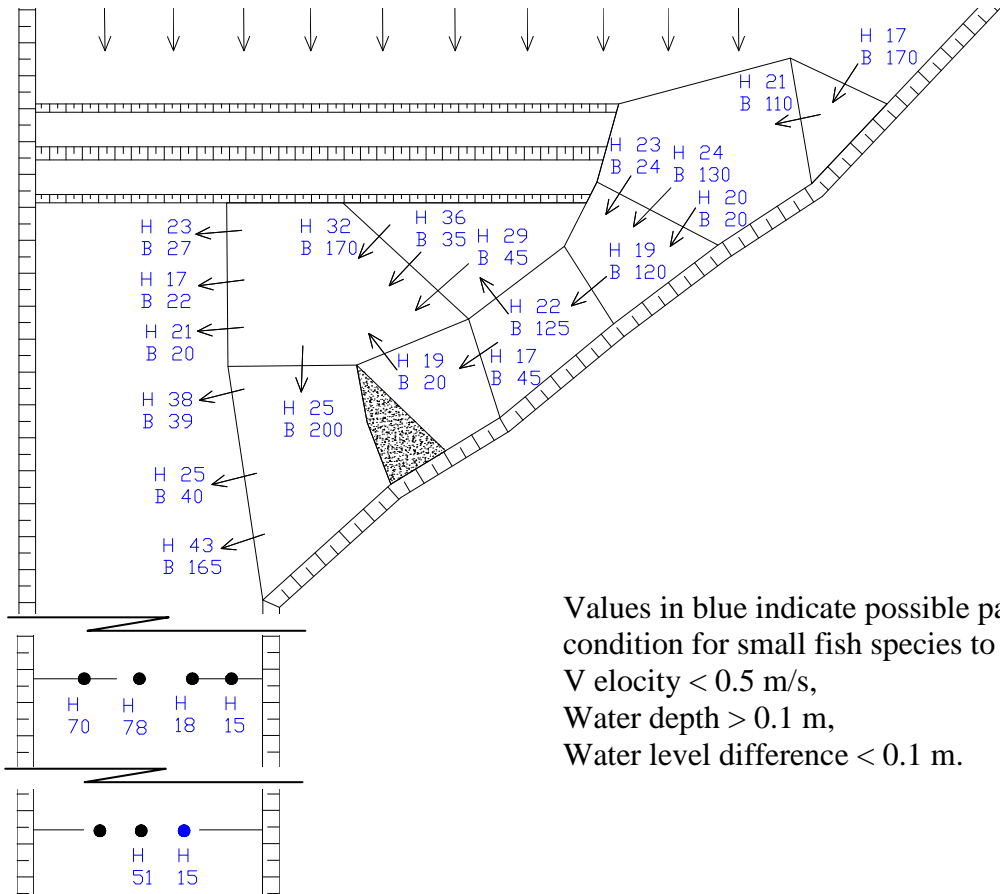 H 17
B 170
H 21
B 110
H 23
B 24
H 24
B 130
H 20
B 20
H 23
B 27
H 32
B 170
H 36
B 35
H 29
B 45
H 19
B 120
H 17
B 22
H 22
B 125
H 21
B 20
H 19
B 20
H 17
B 45
H 38
B 39
H 25
B 200
H 25
B 40
H 43
B 165
Values in blue indicate possible pa
condition for small fish species to
V elocity < 0.5 m/s,
Water depth > 0.1 m,
Water level difference < 0.1 m.
H H H H
70 78 18 15
H H
51 15